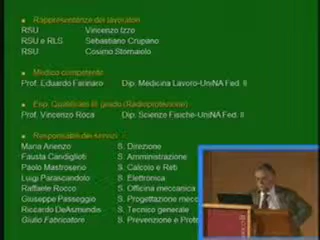 Rappresentanze dei lavoratori
RSU Vincenzo Izzo
RSU e RLS Sebastiano Crupano
RSU Cosimo Stornaiolo
Medico competente
Prof. Eduardo Farinaro Dip. Medicina Lavoro-UniNA Fed. II
Esp. Qualificato III grado (Radioprotezione)
Prof. Vincenzo Roca Dip. Scienze Fisiche-UniNA Fed. II
Responsabili dei servizi
Maria Arienzo S. Direzione
Fausta Candiglioti S. Amministrazione
Paolo Mastroserio S. Calcolo e Reti
Luigi Parascandolo S. Elettronica
Raffaele Rocco S. Officina meccanica
Giuseppe Passeggio S. Progettazione mecc
Riccardo DeAsmundis S. Tecnico generale
Giulio Fabricatore S. Prevenzione e Prote